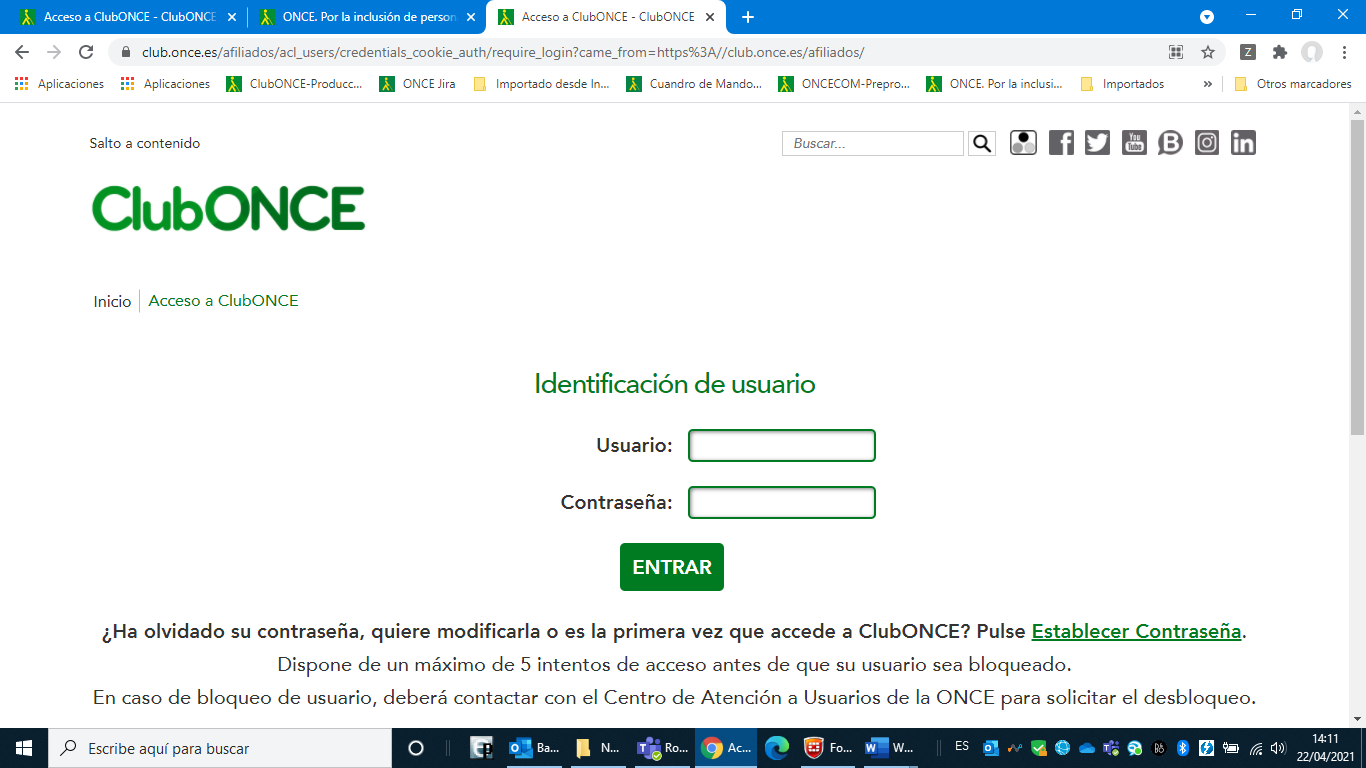 Acceso a ClubONCE - ClubONCE
ONCE. Por la inclusión de person
Acceso a ClubONCE - ClubONCE
club.once.es/afiliados/acl_users/credentials_cookie_auth/require_login?came_from=https%3A//club.once.es/afiliados/
Aplicaciones Aplicaciones ClubONCE-Producc... ONCE Jira Importado desde In... Cuandro de Mando... ONCECOM-Prepro... ONCE. Por la inclusi... Importados » Otros marcadores
Salto a contenido
Buscar...
You Tube
ClubONCE
Inicio Acceso a ClubONCE
Identificación de usuario
Usuario:
Contraseña:
ENTRAR
¿Ha olvidado su contraseña, quiere modificarla o es la primera vez que accede a ClubONCE? Pulse Establecer Contraseña.
Dispone de un máximo de 5 intentos de acceso antes de que su usuario sea bloqueado.
En caso de bloqueo de usuario, deberá contactar con el Centro de Atención a Usuarios de la ONCE para solicitar el desbloqueo.
Escribe aquí para buscar
Ba... N... Ro... Ac... Fo... W...
ES
14:11
22/04/2021